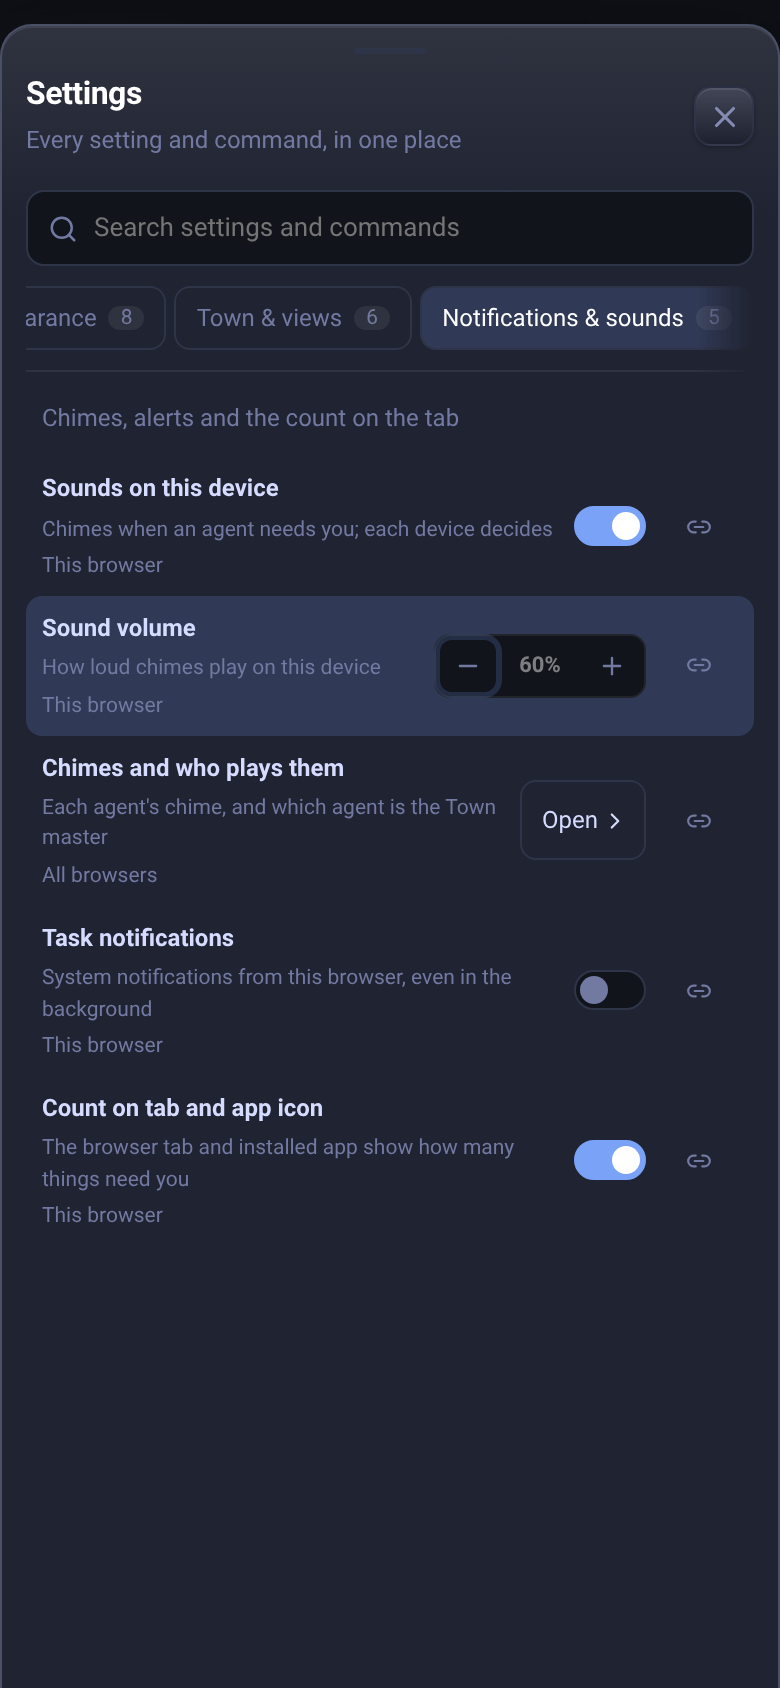 Settings
Every setting and command, in one place
Search settings and commands
arance 8
Town & views 6
Notifications & sounds 5
Chimes, alerts and the count on the tab
Sounds on this device
Chimes when an agent needs you; each device decides
This browser
Sound volume
How loud chimes play on this device
This browser
60%
Chimes and who plays them
Each agent's chime, and which agent is the Town
master
All browsers
Open
Task notifications
System notifications from this browser, even in the
background
This browser
Count on tab and app icon
The browser tab and installed app show how many
things need you
This browser